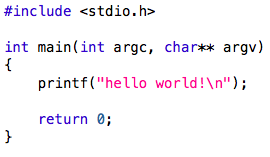 #include <stdio.h>

int main(int argc, char** argv)
{
    printf("hello world!\n");

    return 0;
}